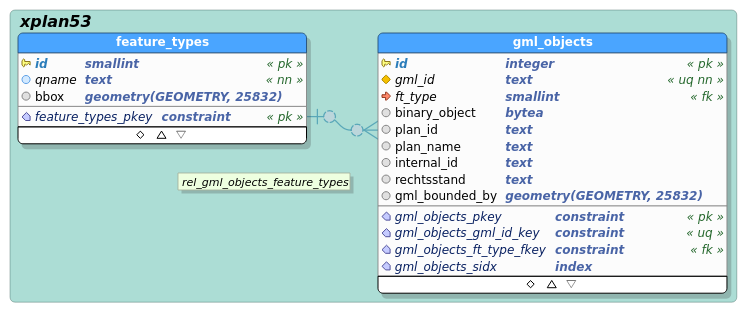 xplan53
feature_types
id smallint « pk »
qname text « nn »
bbox geometry(GEOMETRY, 25832)
feature_types_pkey constraint « pk »
rel_gml_objects_feature_types
gml_objects
id integer « pk »
gml_id text « uq nn »
ft_type smallint « fk »
binary_object bytea
plan_id text
plan_name text
internal_id text
rechtsstand text
gml_bounded_by geometry(GEOMETRY, 25832)
gml_objects_pkey constraint « pk »
gml_objects_gml_id_key constraint « uq »
gml_objects_ft_type_fkey constraint « fk »
gml_objects_sidx index